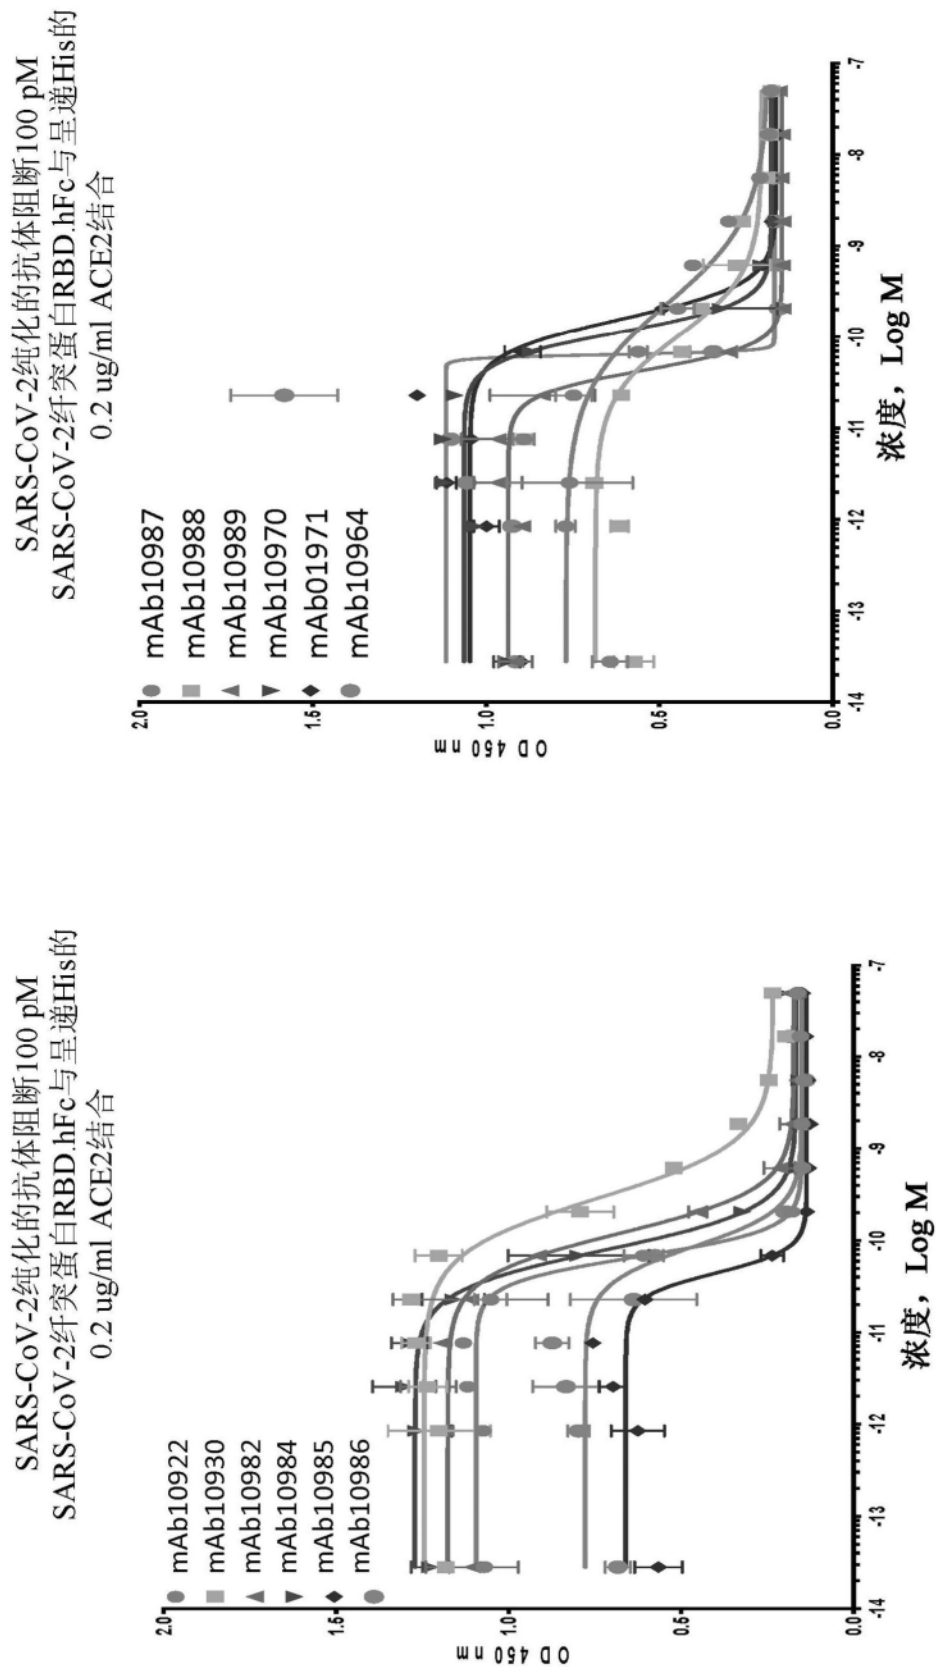 SARS-CoV-2纯化的抗体阻断100 pM
SARS-CoV-2纤突蛋白RBD.hFc与呈递His的
0.2 ug/ml ACE2结合
mAb10922
mAb10930
mAb10982
mAb10984
mAb10985
mAb10986
2.0
1.5
1.0
0.5
0.0
OD 450 nm
-14
-13
-12
-11
-10
-9
-8
-7
浓度，Log M
SARS-CoV-2纯化的抗体阻断100 pM
SARS-CoV-2纤突蛋白RBD.hFc与呈递His的
0.2 ug/ml ACE2结合
mAb10987
mAb10988
mAb10989
mAb10970
mAb01971
mAb10964
2.0
1.5
1.0
0.5
0.0
OD 450 nm
-14
-13
-12
-11
-10
-9
-8
-7
浓度，Log M